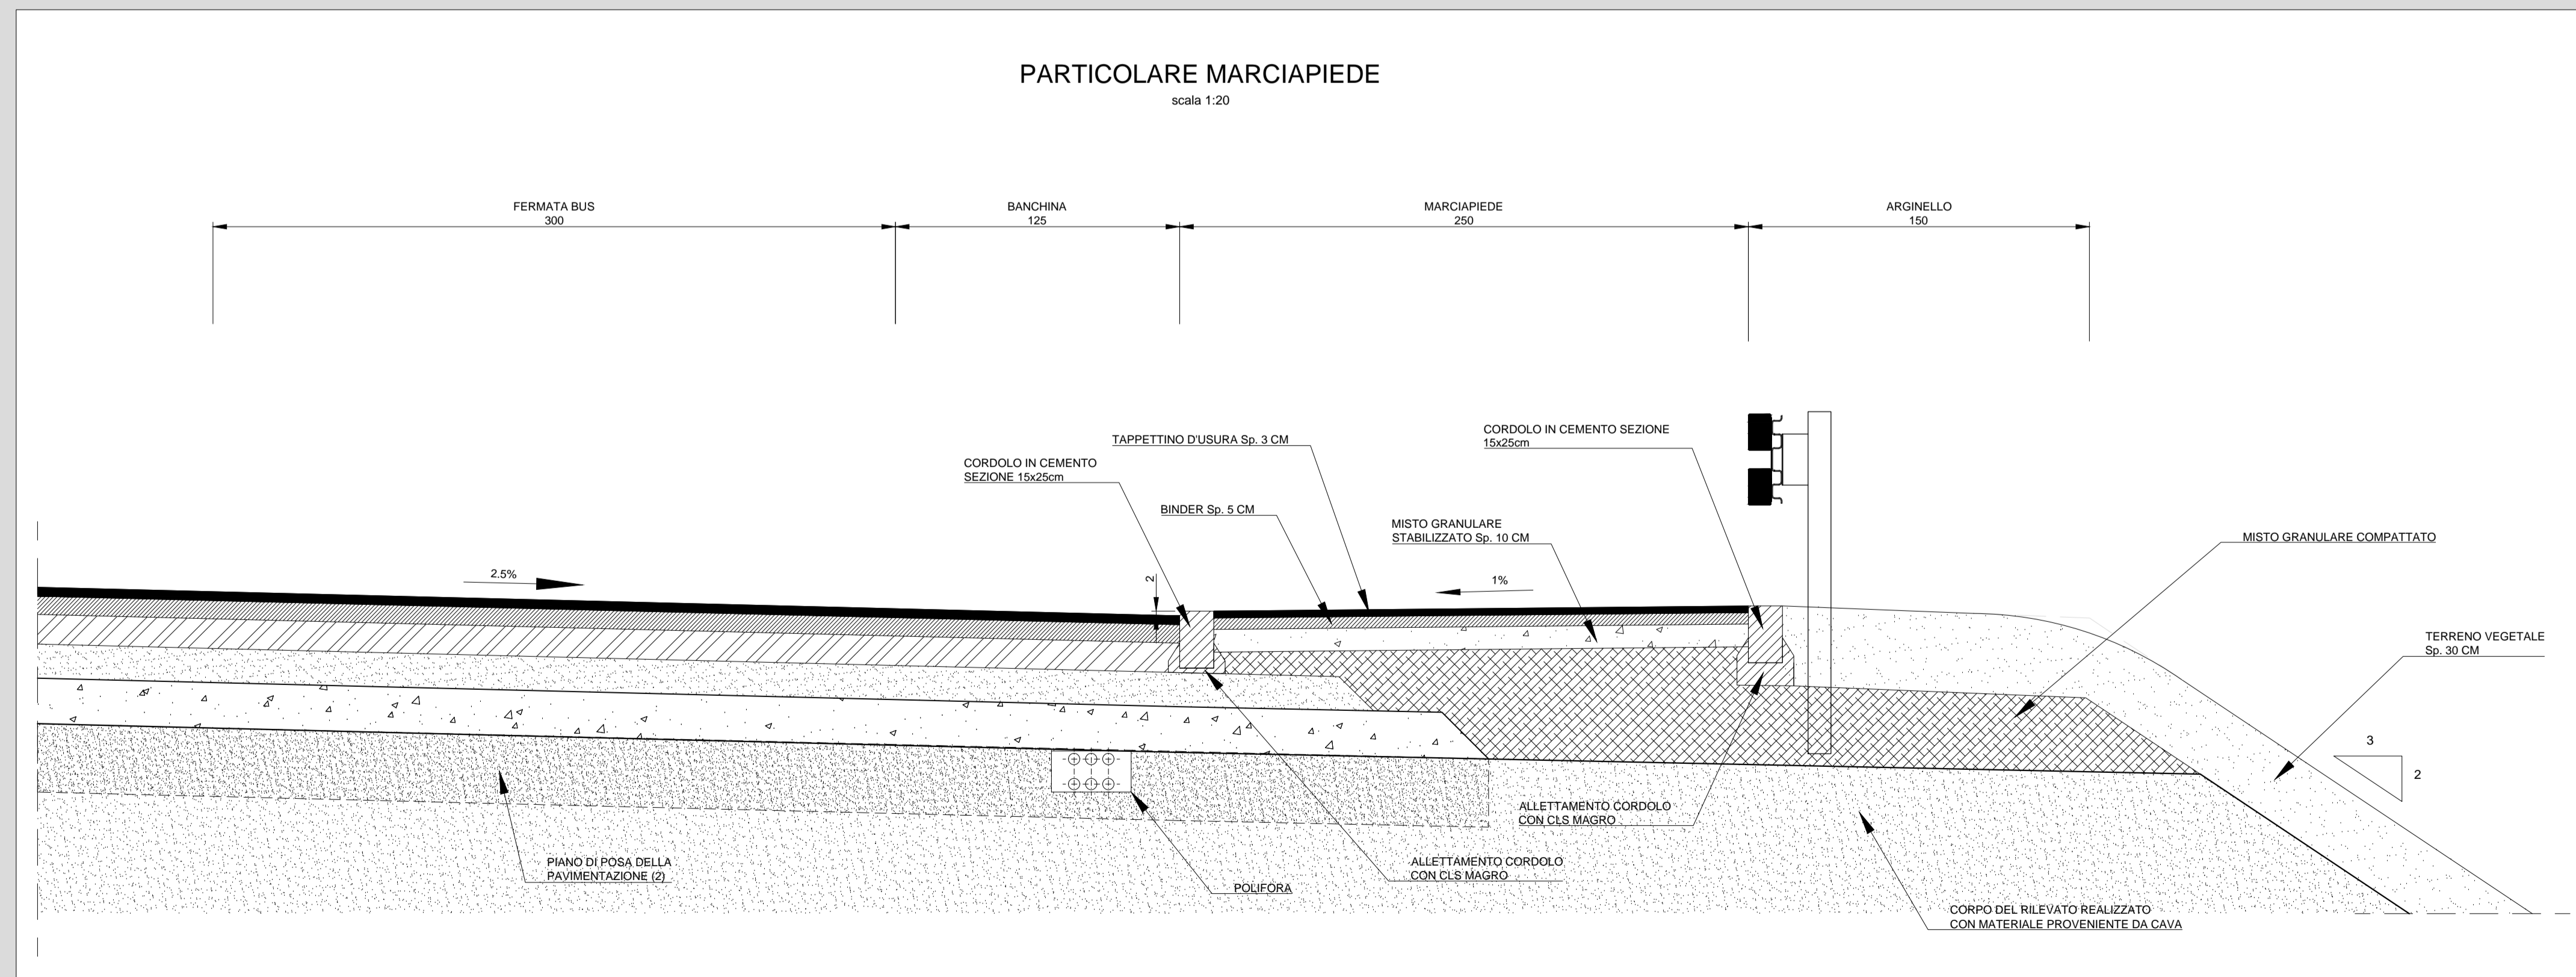 PARTICOLARE MARCIAPIEDE
scala 1:20
FERMATA BUS
300
BANCHINA
125
MARCIAPIEDE
250
ARGINELLO
150
CORDOLO IN CEMENTO
SEZIONE 15x25cm
TAPPETTINO D'USURA Sp. 3 CM
BINDER Sp. 5 CM
CORDOLO IN CEMENTO SEZIONE
15x25cm
MISTO GRANULARE
STABILIZZATO Sp. 10 CM
MISTO GRANULARE COMPATTATO
2.5%
2
1%
TERRENO VEGETALE
Sp. 30 CM
3
2
ALLETTAMENTO CORDOLO
CON CLS MAGRO
PIANO DI POSA DELLA
PAVIMENTAZIONE (2)
POLIFORA
ALLETTAMENTO CORDOLO
CON CLS MAGRO
CORPO DEL RILEVATO REALIZZATO
CON MATERIALE PROVENIENTE DA CAVA